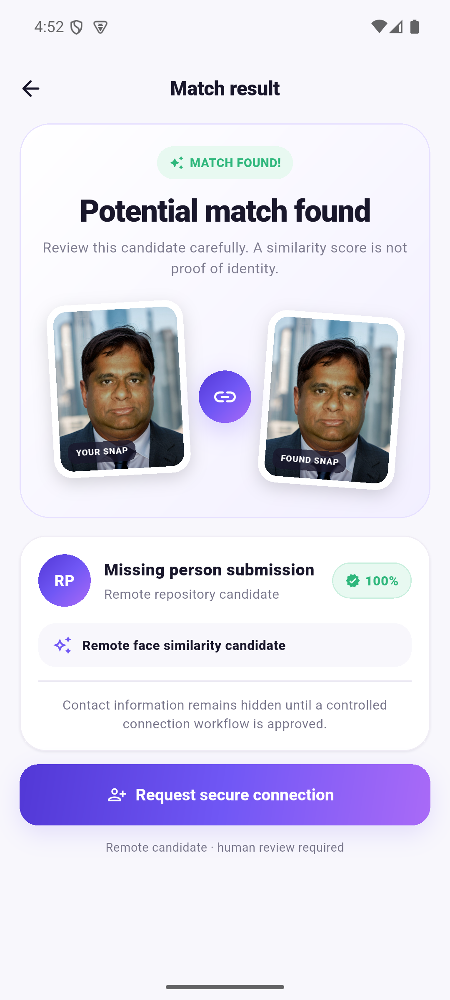 4:52
Match result
MATCH FOUND!
Potential match found
Review this candidate carefully. A similarity score is not
proof of identity.
YOUR SNAP
FOUND SNAP
RP
Missing person submission
Remote repository candidate
100%
Remote face similarity candidate
Contact information remains hidden until a controlled
connection workflow is approved.
Request secure connection
Remote candidate · human review required